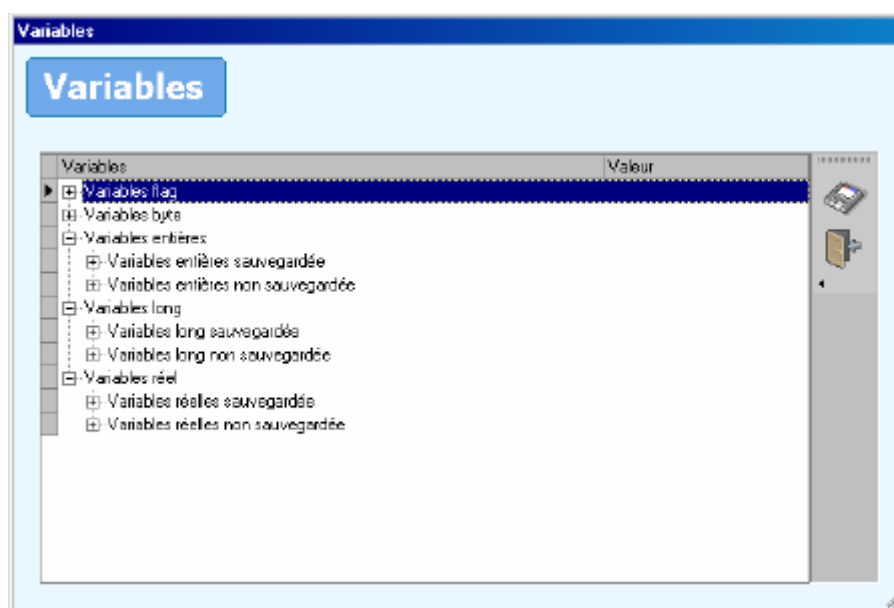 Variables
Variables
Variables Valeur
Variables flag
Variables byte
Variables entières
Variables entières sauvegardée
Variables entières non sauvegardée
Variables long
Variables long sauvegardée
Variables long non sauvegardée
Variables réel
Variables réelles sauvegardée
Variables réelles non sauvegardée